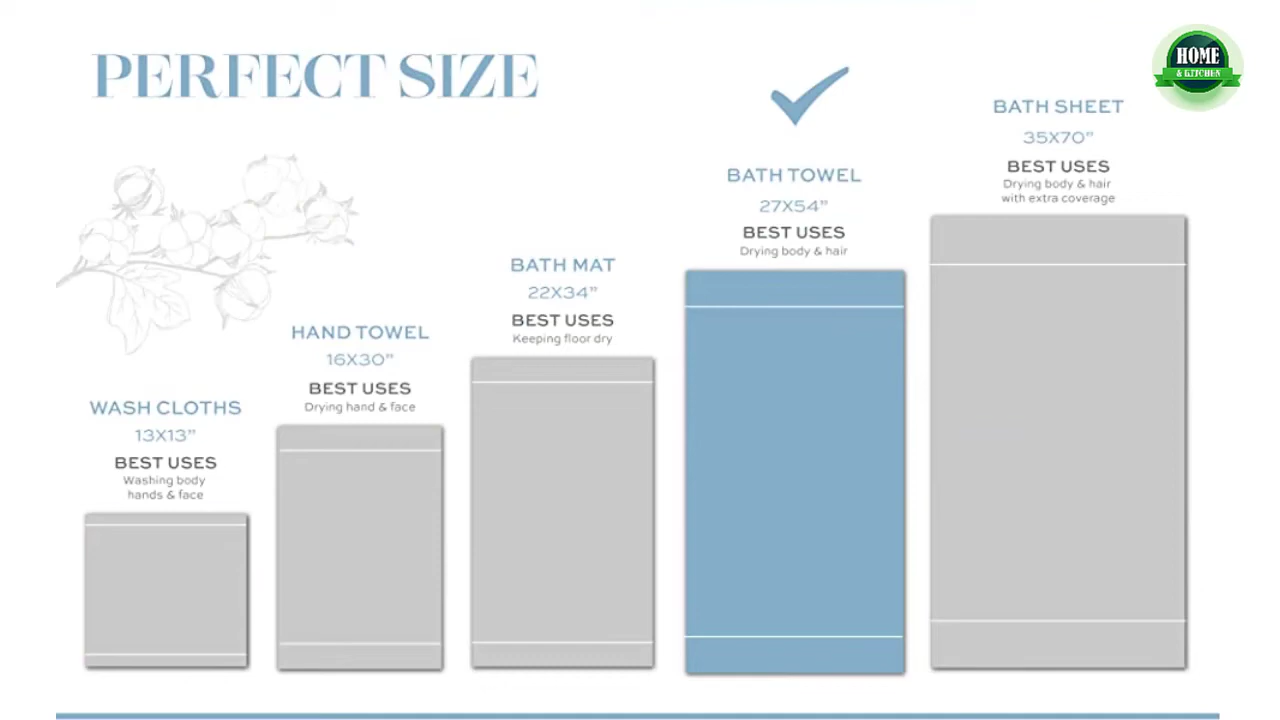 PERFECT SIZE
HOME
& KITCHEN
WASH CLOTHS
13X13”
BEST USES
Washing body
hands & face
HAND TOWEL
16X30”
BEST USES
Drying hand & face
BATH MAT
22X34”
BEST USES
Keeping floor dry
BATH TOWEL
27X54”
BEST USES
Drying body & hair
BATH SHEET
35X70”
BEST USES
Drying body & hair
with extra coverage